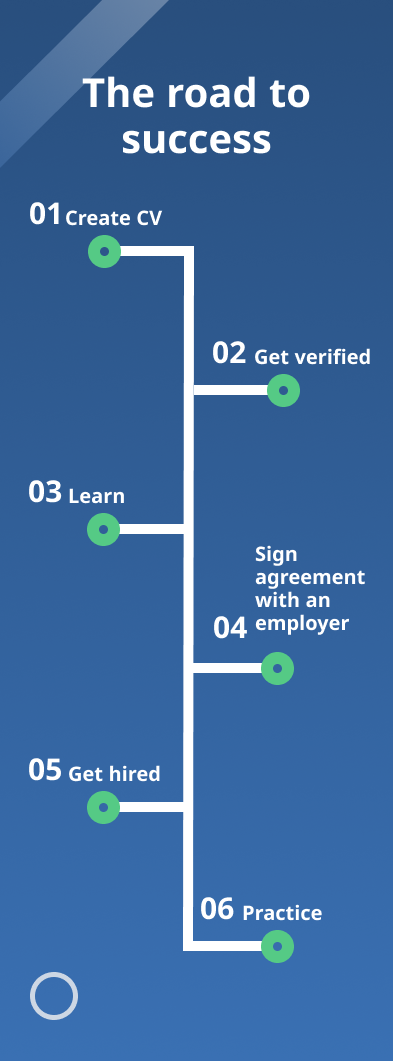 The road to
success
01 Create CV
02 Get verified
03 Learn
Sign
agreement
with an
04 employer
05 Get hired
06 Practice